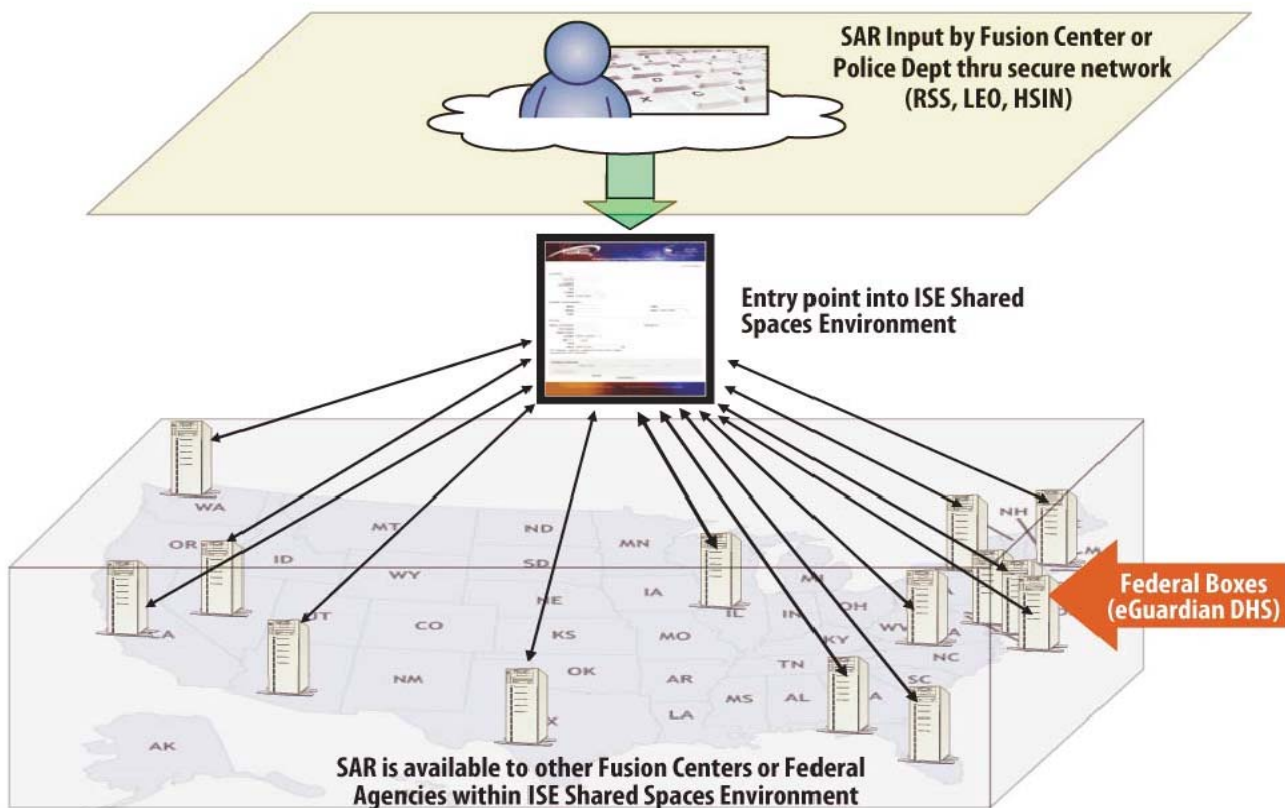 SAR Input by Fusion Center or
Police Dept thru secure network
(RSS, LEO, HSIN)
Entry point into ISE Shared
Spaces Environment
WA
MT
ND
MN
NH
OR
ID
SD
WY
IA
MI
NE
IL
IN
OH
Federal Boxes
(eGuardian DHS)
CA
UT
CO
KS
MO
KY
WV
NC
TN
OK
NM
AR
SC
MS
AL
LA
AK
SAR is available to other Fusion Centers or Federal
Agencies within ISE Shared Spaces Environment